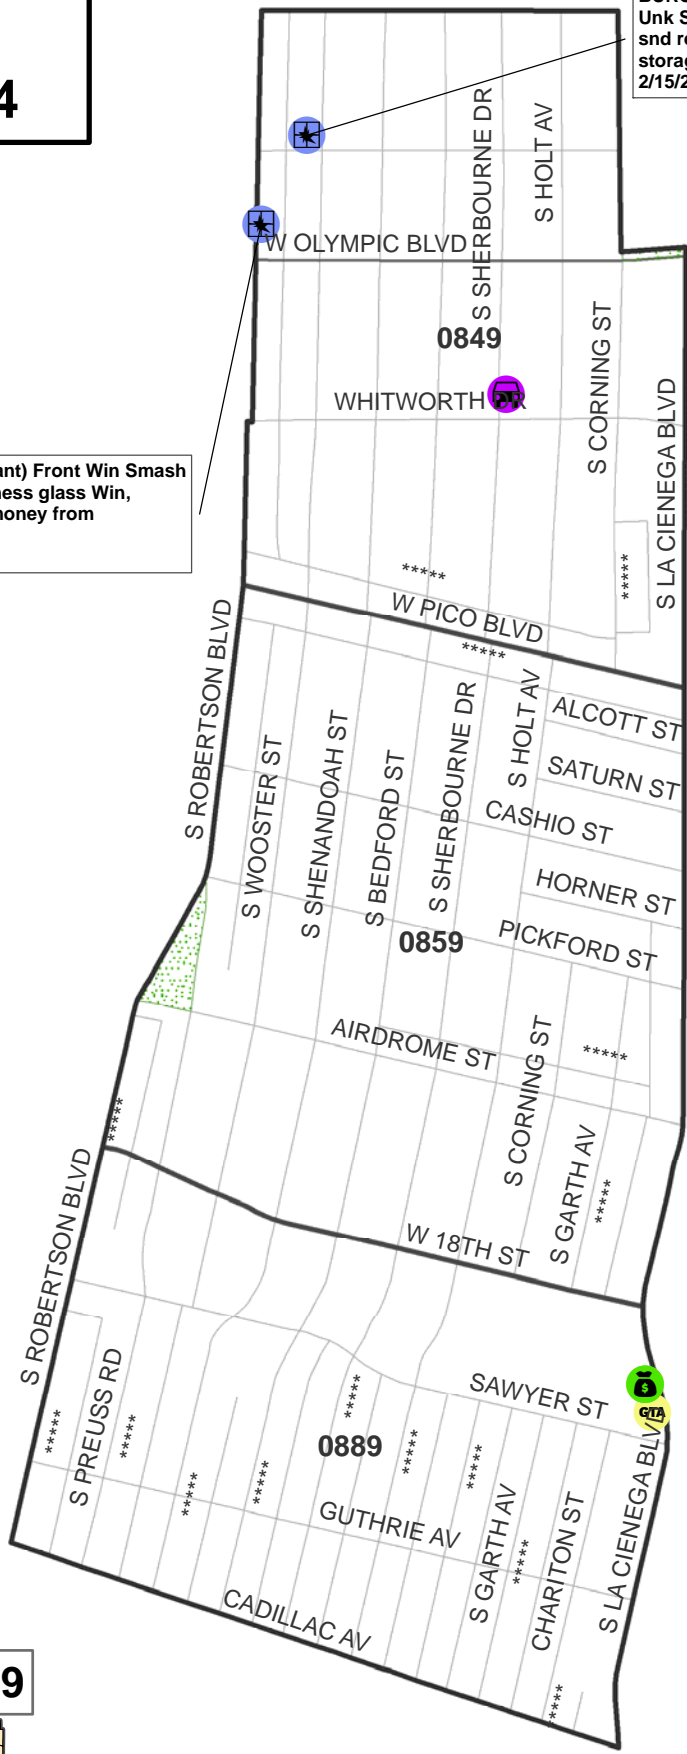 Unk S
snd re
storag
2/15/2
4
S SHERBOURNE DR
S HOLT AV
W OLYMPIC BLVD
0849
S CORNING ST
WHITWORTH DR
S LA CIENEGA BLVD
ant) Front Win Smash
ness glass Win,
money from
*****
*****
W PICO BLVD
*****
S ROBERTSON BLVD
ALCOTT ST
S HOLT AV
S SHERBOURNE DR
S SHENANDOAH ST
S WOOSTER ST
S BEDFORD ST
SATURN ST
CASHIO ST
HORNER ST
PICKFORD ST
0859
AIRDROME ST
S CORNING ST
*****
*****
S GARTH AV
*****
S ROBERTSON BLVD
W 18TH ST
SAWYER ST
$
GTA
S PREUSS RD
*****
*****
*****
*****
*****
0889
*****
*****
S LA CIENEGA BLVD
GUTHRIE AV
S GARTH AV
*****
CHARITON ST
CADILLAC AV
*****
9